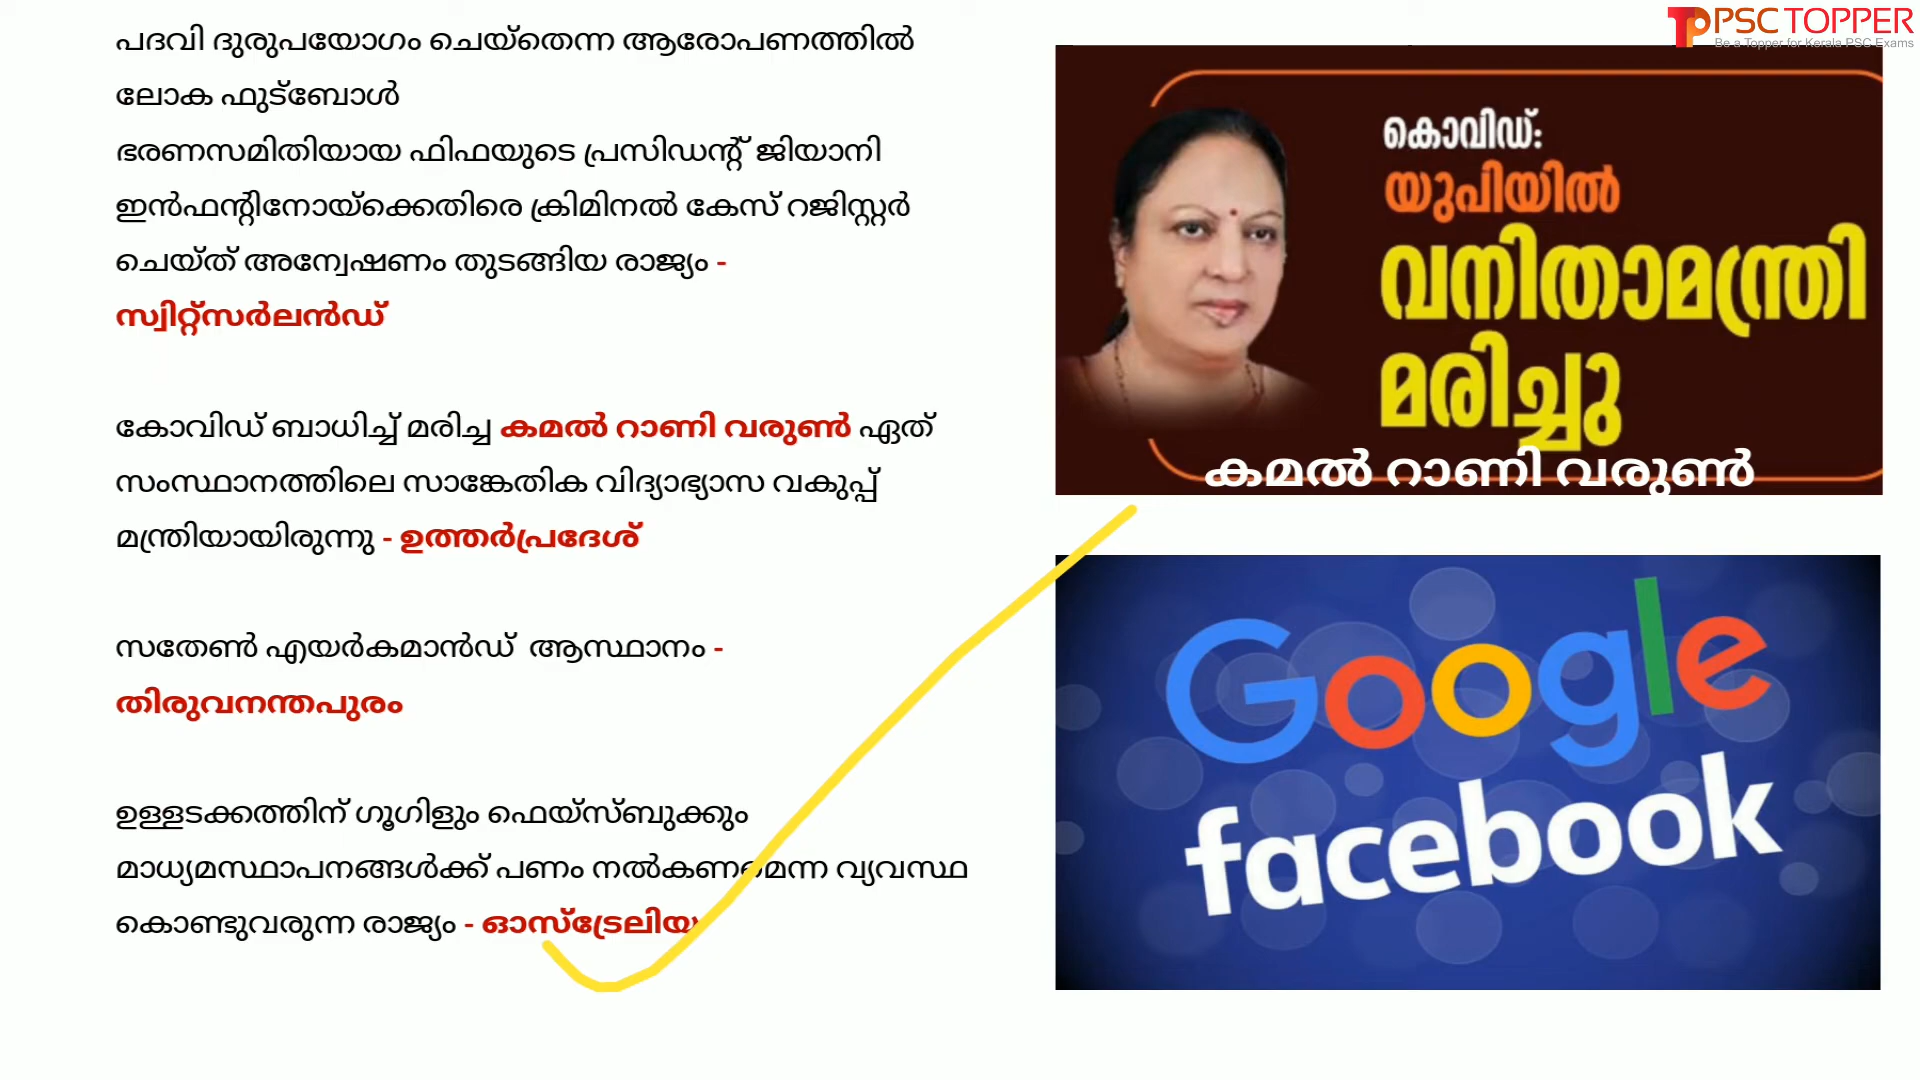 പദവി ദുരുപയോഗം ചെയ്തെന്ന ആരോപണത്തിൽ
ലോക ഫുട്ബോൾ
ഭരണസമിതിയായ ഫിഫയുടെ പ്രസിഡന്റ് ജിയാനി
ഇൻഫന്റിനോയ്ക്കെതിരെ ക്രിമിനൽ കേസ് റജിസ്റ്റർ
ചെയ്ത് അന്വേഷണം തുടങ്ങിയ രാജ്യം -
സ്വിറ്റ്സർലൻഡ്
കോവിഡ് ബാധിച്ച് മരിച്ച കമൽ റാണി വരുൺ ഏത്
സംസ്ഥാനത്തിലെ സാങ്കേതിക വിദ്യാഭ്യാസ വകുപ്പ്
മന്ത്രിയായിരുന്നു - ഉത്തർപ്രദേശ്
സതേൺ എയർകമാൻഡ് ആസ്ഥാനം -
തിരുവനന്തപുരം
ഉള്ളടക്കത്തിന് ഗൂഗിളും ഫെയ്സ്ബുക്കും
മാധ്യമസ്ഥാപനങ്ങൾക്ക് പണം നൽകണമെന്ന വ്യവസ്ഥ
കൊണ്ടുവരുന്ന രാജ്യം - ഓസ്ട്രേലിയ
PSC TOPPER
Be a Topper for Kerala PSC Exams
കൊവിഡ്:
യുപിയിൽ
വനിതാമന്ത്രി
മരിച്ചു
കമൽ റാണി വരുൺ
Google
facebook